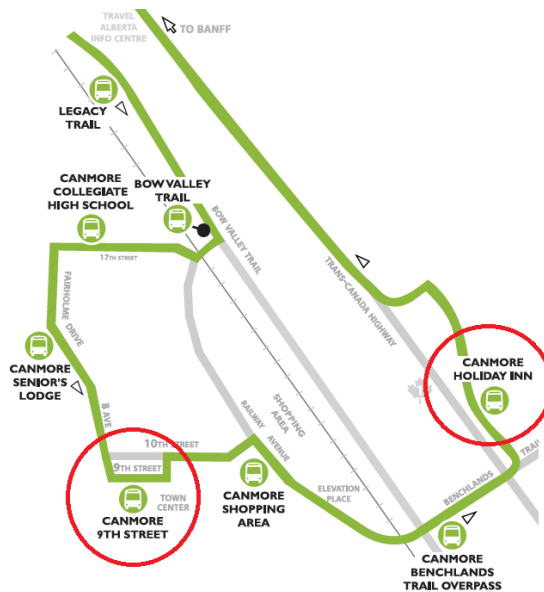 TRAVEL
ALBERTA
INFO CENTRE
TO BANFF
LEGACY
TRAIL
CANMORE
COLLEGIATE
HIGH SCHOOL
BOW VALLEY
TRAIL
BOW VALLEY TRAIL
17TH STREET
TRANS-CANADA HIGHWAY
FAIRHOLME DRIVE
CANMORE
SENIOR'S
LODGE
CANMORE
HOLIDAY INN
8 AVE
SHOPPING
AREA
RAILWAY
AVENUE
10TH STREET
9TH STREET
TOWN
CENTER
CANMORE
9TH STREET
CANMORE
SHOPPING
AREA
ELEVATION
PLACE
BENCHLANDS
TRAI
CANMORE
BENCHLANDS
TRAIL OVERPASS